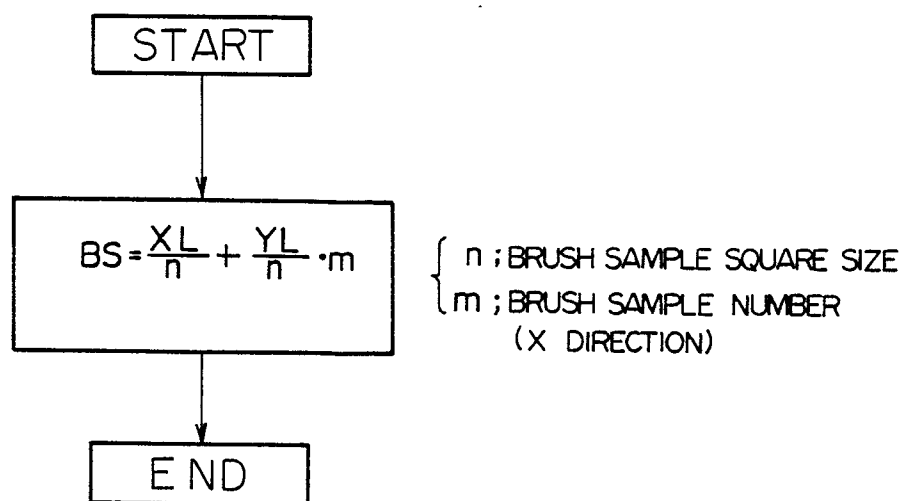 START
BS = XL/n + YL/n · m
n ; BRUSH SAMPLE SQUARE SIZE
m ; BRUSH SAMPLE NUMBER
(X DIRECTION)
END